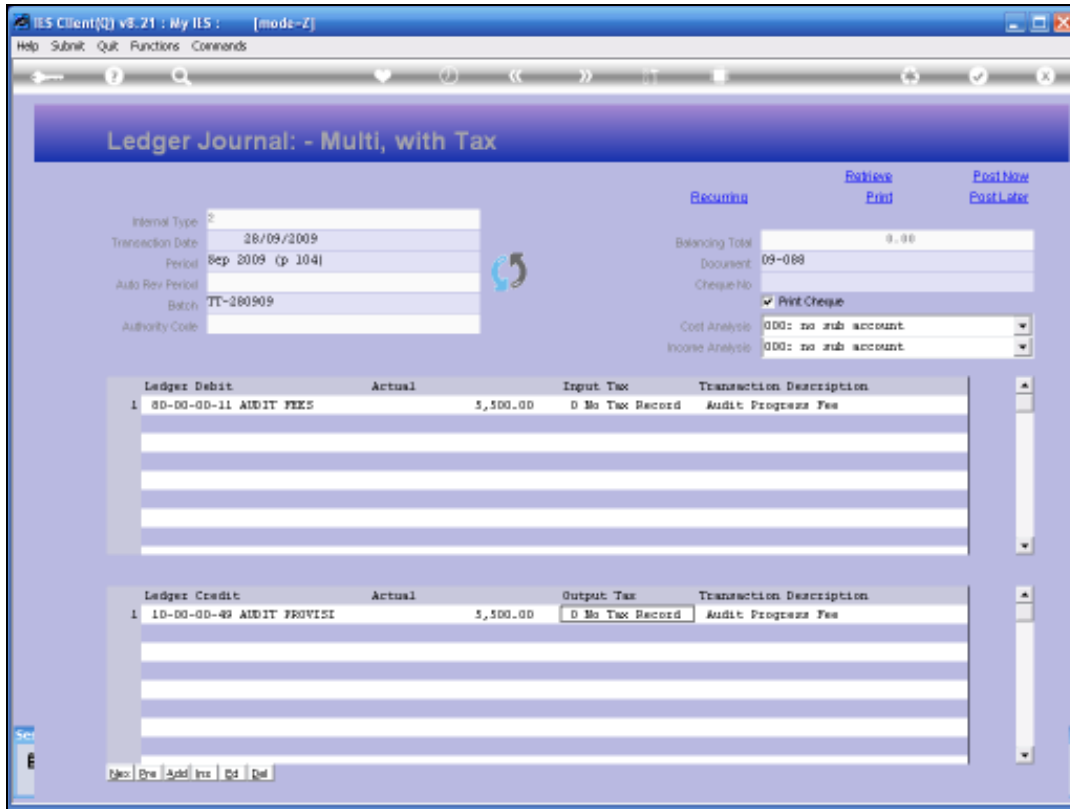 IES Client(Q) v8.21 : My IES : [mode-Z]
Help Submit Quit Functions Commands
Ledger Journal: - Multi, with Tax
Retrieve Post Now
Recurring Print Post Later
Internal Type 2
Transaction Date 28/09/2009
Balancing Total 0.00
Period Sep 2009 (p 104)
Document 09-088
Auto Rev Period
Cheque No
Batch TT-280909
Print Cheque
Authority Code
Cost Analysis 000: no sub account
Income Analysis 000: no sub account
Ledger Debit Actual Input Tax Transaction Description
1 80-00-00-11 AUDIT FEES 5,500.00 0 No Tax Record Audit Progress Fee
Ledger Credit Actual Output Tax Transaction Description
1 10-00-00-49 AUDIT PROVISI 5,500.00 0 No Tax Record Audit Progress Fee
Nex Pre Add Ins Ed Del